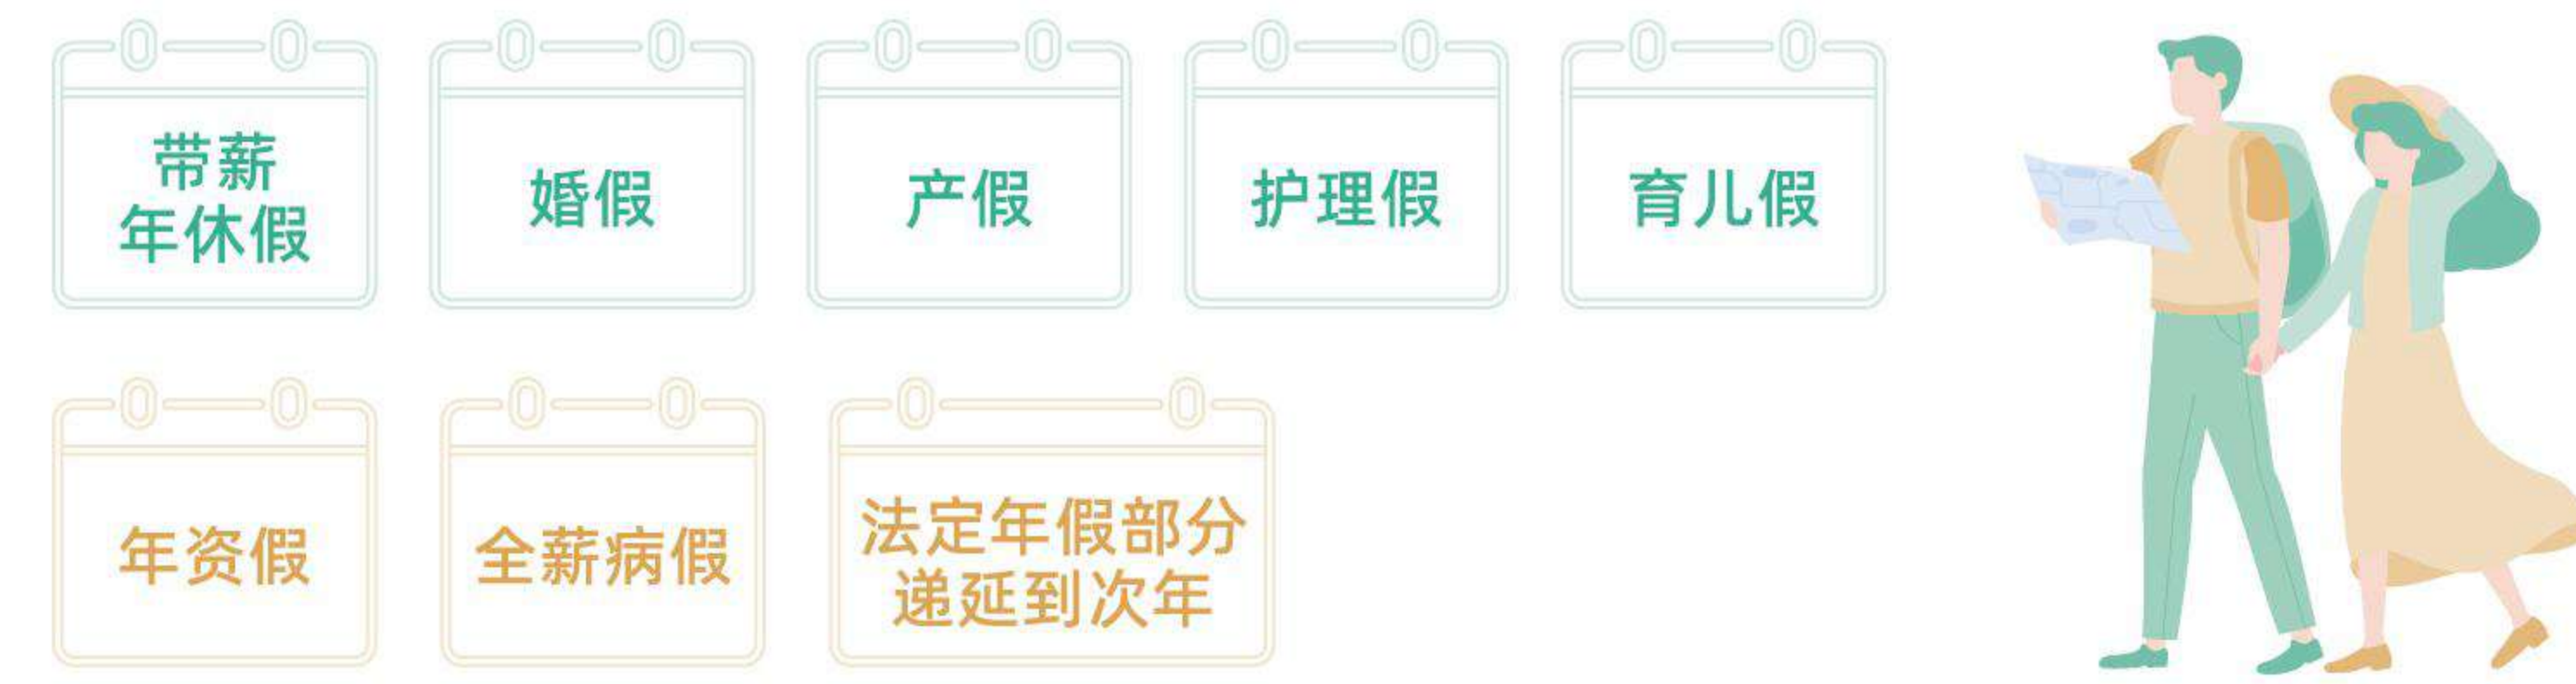 带薪
年休假
婚假
产假
护理假
育儿假
年资假
全薪病假
法定年假部分
递延到次年